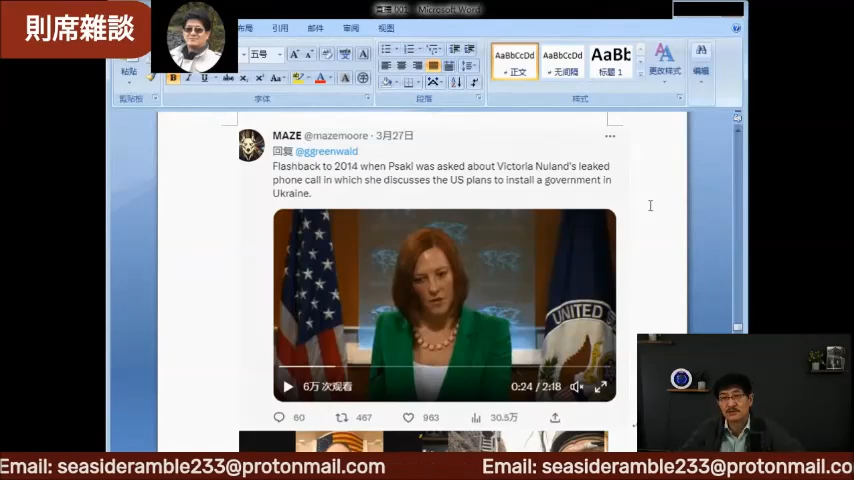 則席雜談
真理 001 - Microsoft Word
布局 引用 邮件 审阅 视图
五号
粘贴
剪贴板 字体 段落 样式
AaBbCcDd AaBbCcDd AaBb
正文 无间隔 标题 1
更改样式 编辑
MAZE @mazemoore · 3月27日
回复 @ggreenwald
Flashback to 2014 when Psaki was asked about Victoria Nuland's leaked
phone call in which she discusses the US plans to install a government in
Ukraine.
UNITED
6万 次观看 0:24 / 2:18
60 467 963 30.5万
Email: seasideramble233@protonmail.com Email: seasideramble233@protonmail.co